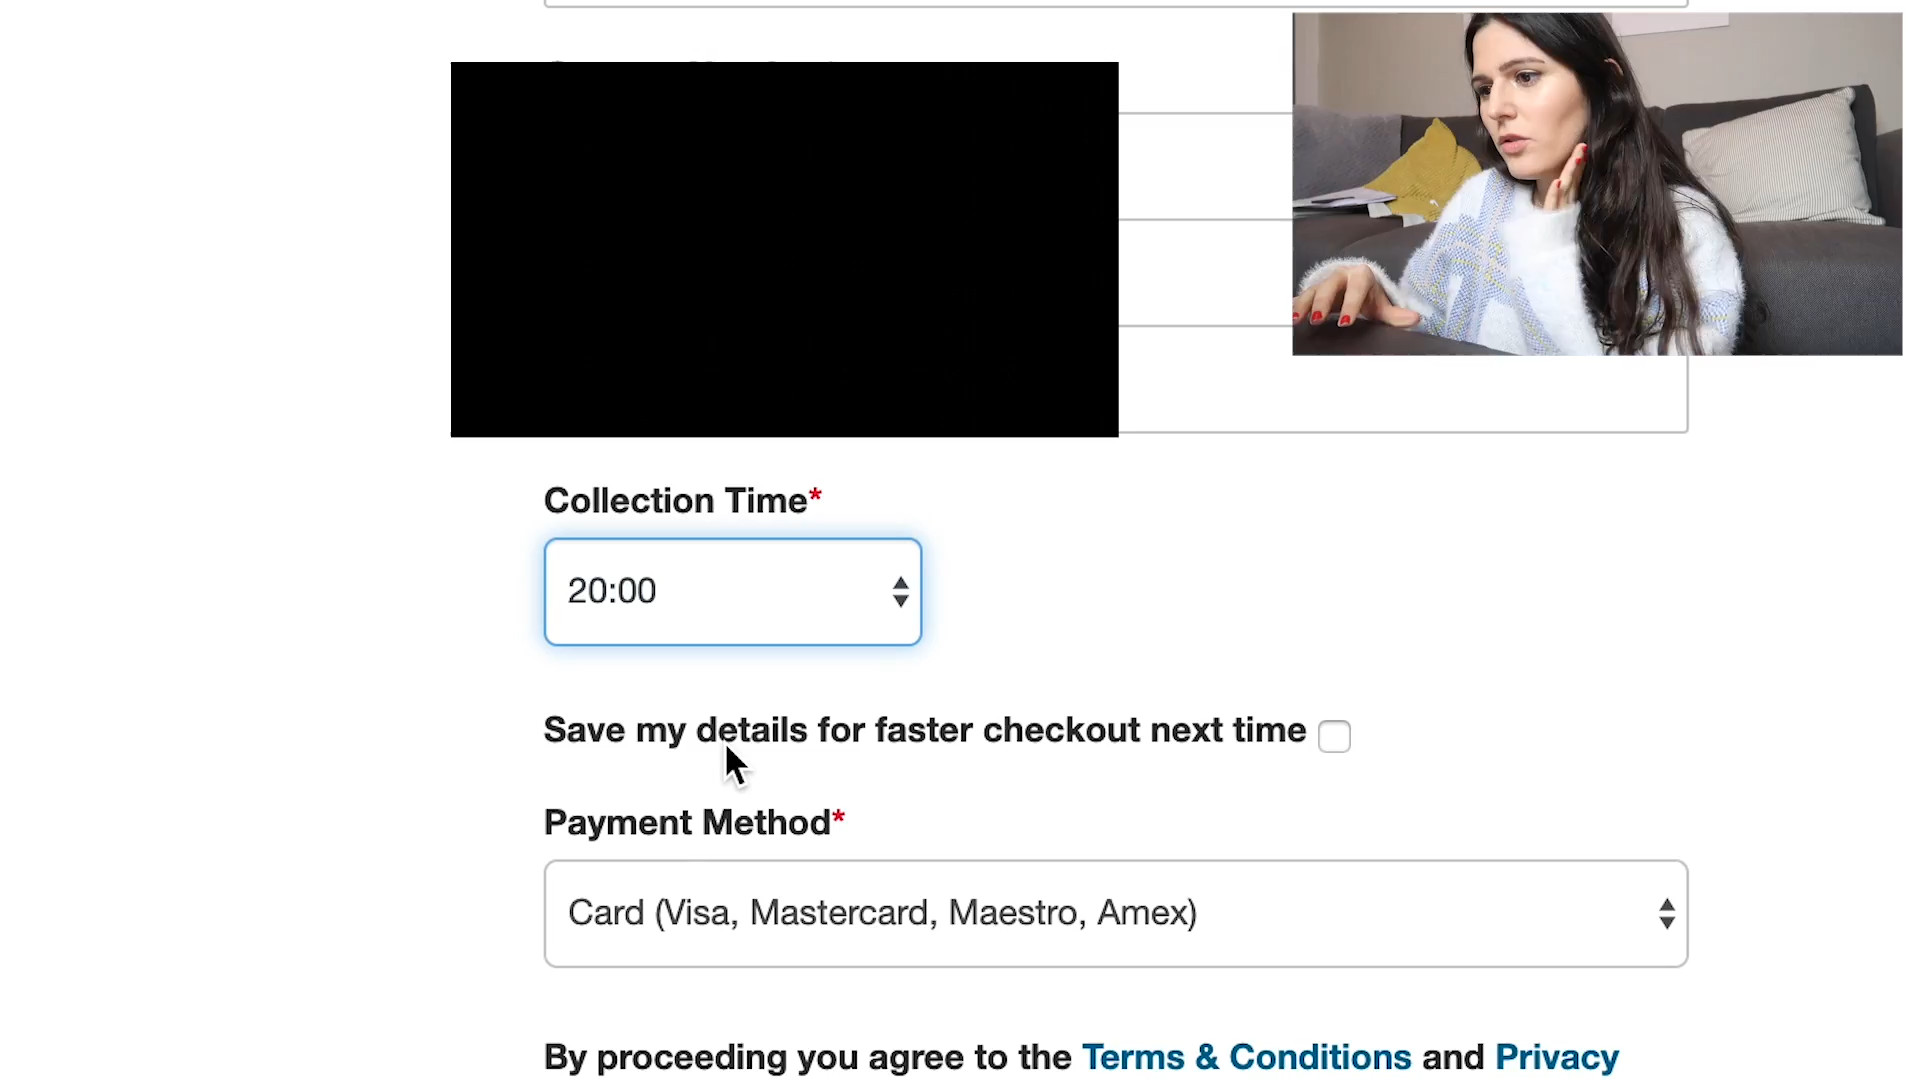 Collection Time*
20:00
Save my details for faster checkout next time
Payment Method*
Card (Visa, Mastercard, Maestro, Amex)
By proceeding you agree to the Terms & Conditions and Privacy